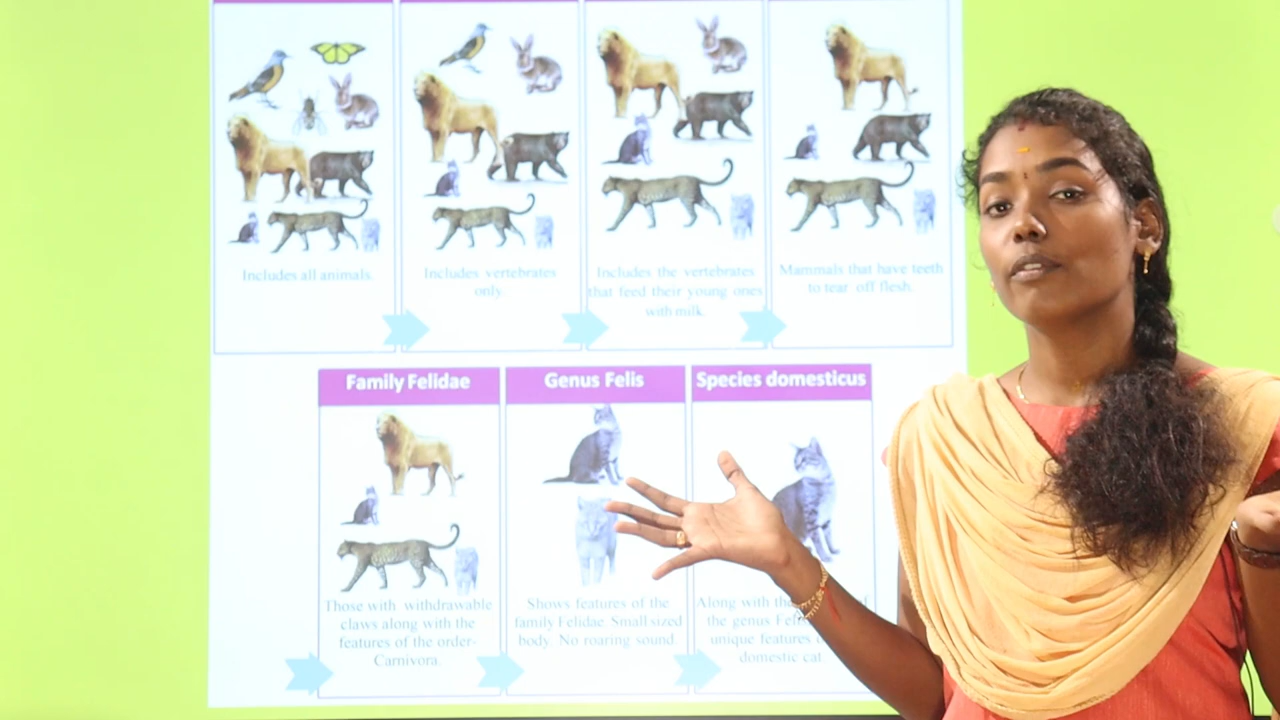 Includes all animals.
Includes vertebrates
only.
Includes the vertebrates
that feed their young ones
with milk.
Mammals that have teeth
to tear off flesh.
Family Felidae
Those with withdrawable
claws along with the
features of the order-
Carnivora.
Genus Felis
Shows features of the
family Felidae. Small sized
body. No roaring sound.
Species domesticus
Along with the of
the genus
unique features
domestic cat.